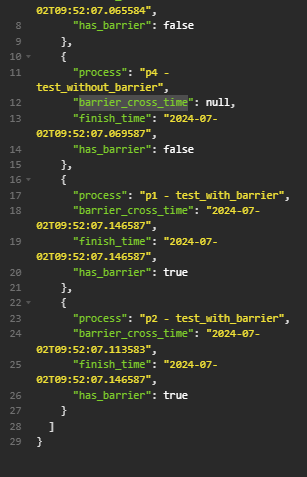 02T09:52:07.065584",
8 "has_barrier": false
9 },
10 {
11 "process": "p4 -
test_without_barrier",
12 "barrier_cross_time": null,
13 "finish_time": "2024-07-
02T09:52:07.069587",
14 "has_barrier": false
15 },
16 {
17 "process": "p1 - test_with_barrier",
18 "barrier_cross_time": "2024-07-
02T09:52:07.146587",
19 "finish_time": "2024-07-
02T09:52:07.146587",
20 "has_barrier": true
21 },
22 {
23 "process": "p2 - test_with_barrier",
24 "barrier_cross_time": "2024-07-
02T09:52:07.113583",
25 "finish_time": "2024-07-
02T09:52:07.146587",
26 "has_barrier": true
27 }
28 ]
29 }